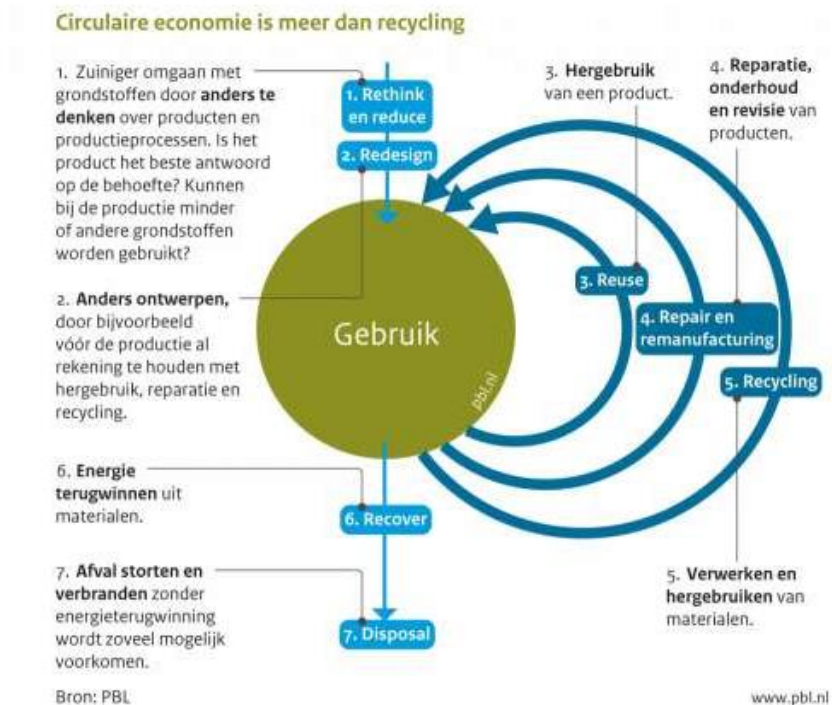 Circulaire economie is meer dan recycling
1. Zuiniger omgaan met
grondstoffen door anders te
denken over producten en
productieprocessen. Is het
product het beste antwoord
op de behoefte? Kunnen
bij de productie minder
of andere grondstoffen
worden gebruikt?
2. Anders ontwerpen,
door bijvoorbeeld
vóór de productie al
rekening te houden met
hergebruik, reparatie en
recycling.
6. Energie
terugwinnen uit
materialen.
7. Afval storten en
verbranden zonder
energieterugwinning
wordt zoveel mogelijk
voorkomen.
1. Rethink
en reduce
2. Redesign
Gebruik
pbl.nl
6. Recover
7. Disposal
3. Hergebruik
van een product.
4. Reparatie,
onderhoud
en revisie van
producten.
3. Reuse
4. Repair en
remanufacturing
5. Recycling
5. Verwerken en
hergebruiken van
materialen.
Bron: PBL
www.pbl.nl